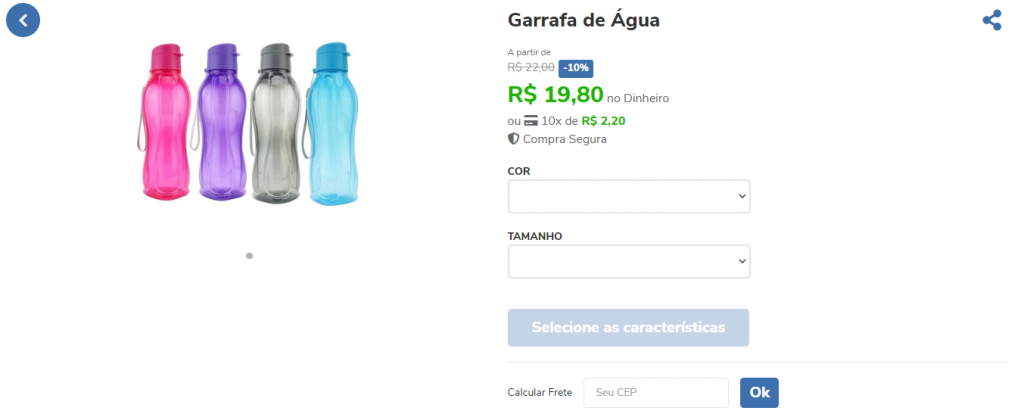 Garrafa de Água
A partir de
R$ 22,00 -10%
R$ 19,80 no Dinheiro
ou 10x de R$ 2,20
Compra Segura
COR
TAMANHO
Selecione as características
Calcular Frete Seu CEP Ok